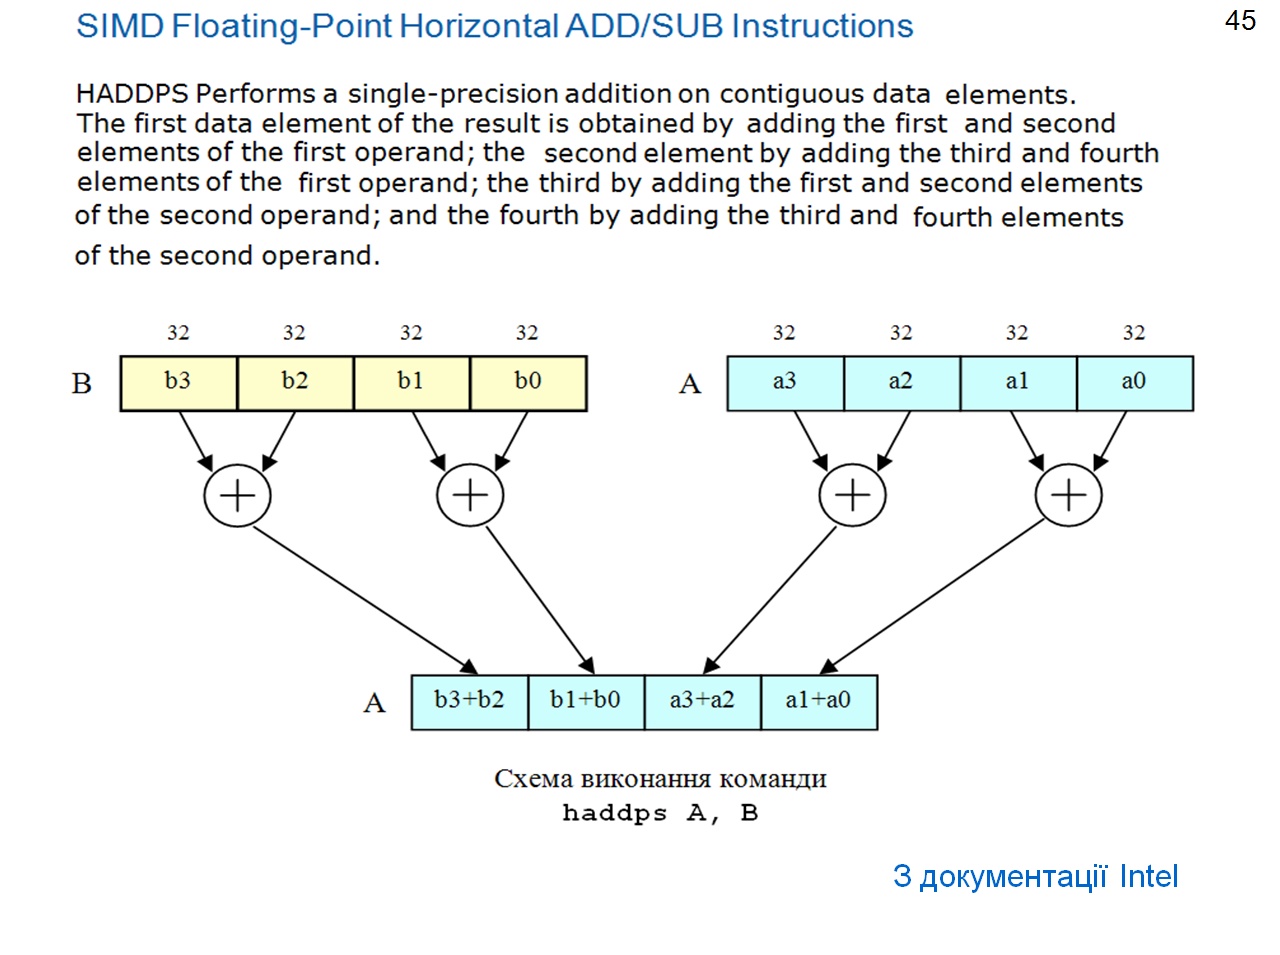 SIMD Floating-Point Horizontal ADD/SUB Instructions
45
HADDPS Performs a single-precision addition on contiguous data elements.
The first data element of the result is obtained by adding the first and second
elements of the first operand; the second element by adding the third and fourth
elements of the first operand; the third by adding the first and second elements
of the second operand; and the fourth by adding the third and fourth elements
of the second operand.
32 32 32 32 32 32 32 32
B b3 b2 b1 b0 A a3 a2 a1 a0
A b3+b2 b1+b0 a3+a2 a1+a0
Схема виконання команди
haddps A, B
З документації Intel